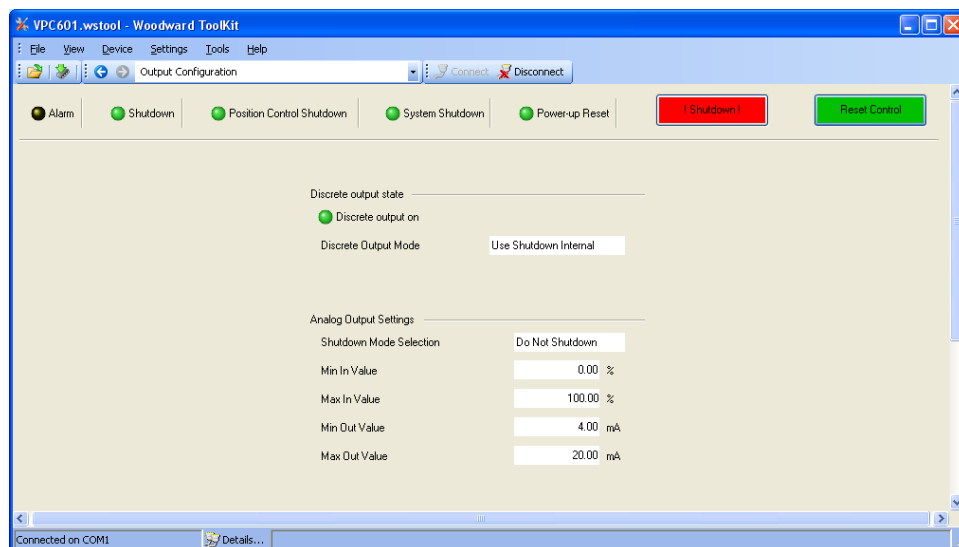 VPC601.wstool - Woodward ToolKit
File View Device Settings Tools Help
Output Configuration Connect Disconnect
Alarm Shutdown Position Control Shutdown System Shutdown Power-up Reset ! Shutdown ! Reset Control
Discrete output state
Discrete output on
Discrete Output Mode Use Shutdown Internal
Analog Output Settings
Shutdown Mode Selection Do Not Shutdown
Min In Value 0.00 %
Max In Value 100.00 %
Min Out Value 4.00 mA
Max Out Value 20.00 mA
Connected on COM1 Details...